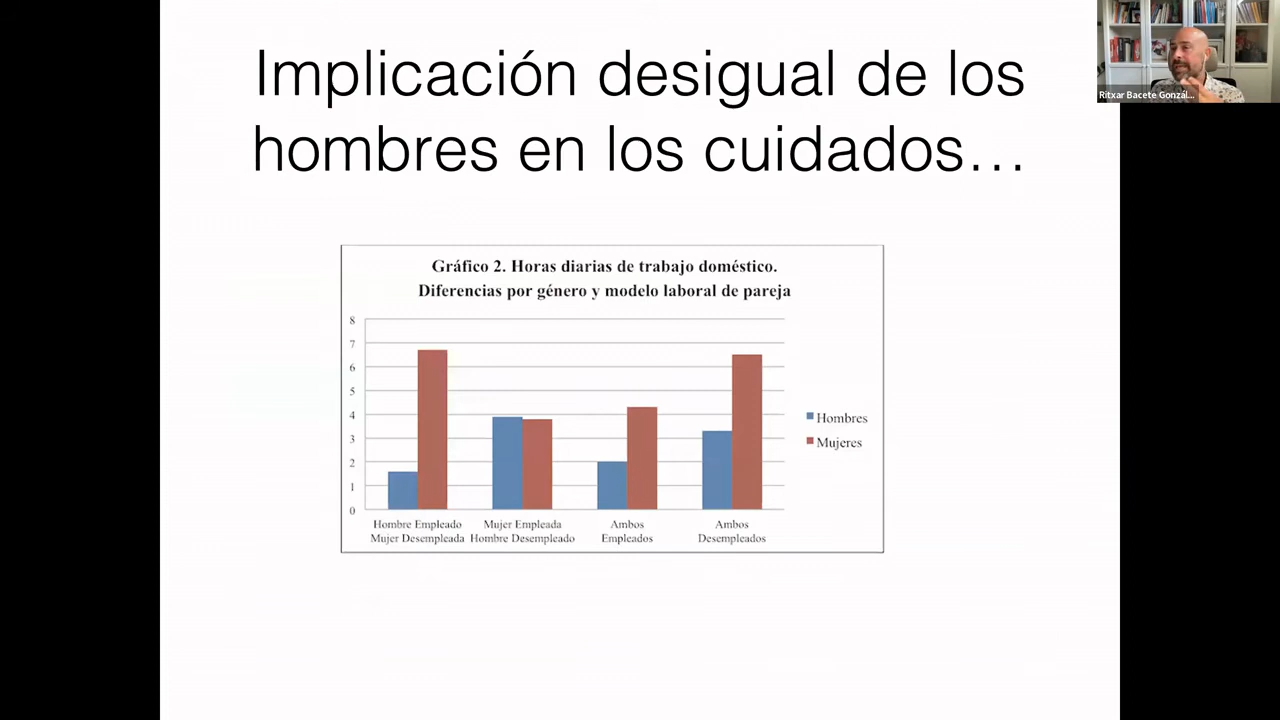 Implicación desigual de los
hombres en los cuidados…
Ritxar Bacete Gonzál...
Gráfico 2. Horas diarias de trabajo doméstico.
Diferencias por género y modelo laboral de pareja
8
7
6
5
4
3
2
1
0
Hombre Empleado
Mujer Desempleada
Mujer Empleada
Hombre Desempleado
Ambos
Empleados
Ambos
Desempleados
Hombres
Mujeres